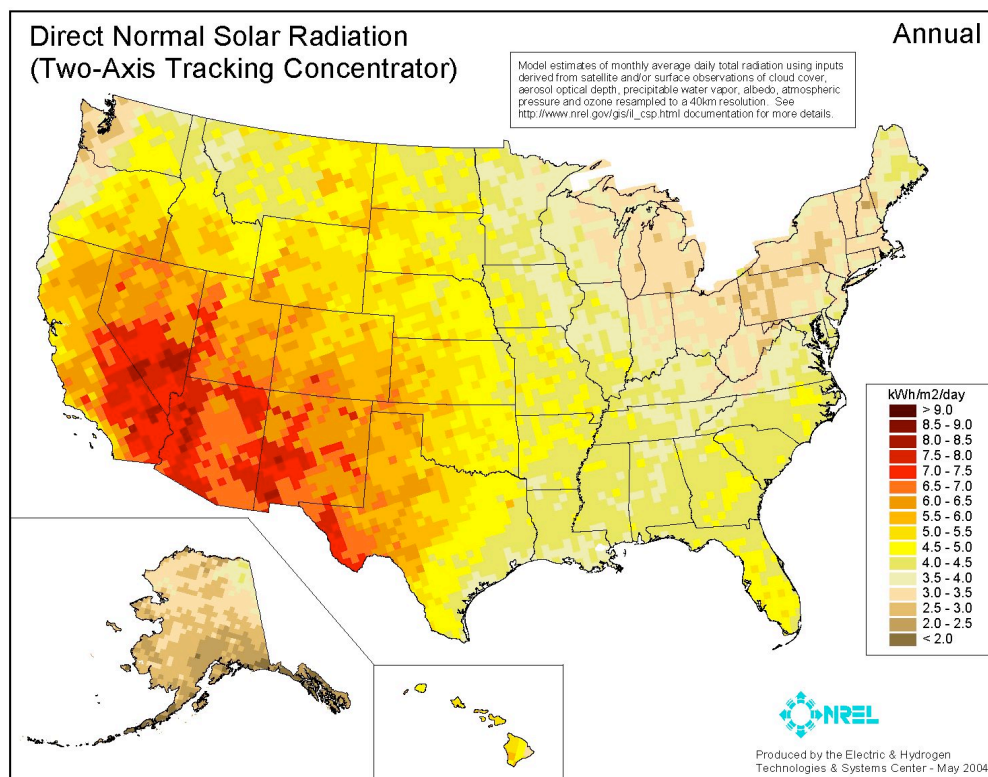 Direct Normal Solar Radiation
(Two-Axis Tracking Concentrator)
Annual
Model estimates of monthly average daily total radiation using inputs
derived from satellite and/or surface observations of cloud cover,
aerosol optical depth, precipitable water vapor, albedo, atmospheric
pressure and ozone resampled to a 40km resolution. See
http://www.nrel.gov/gis/il_csp.html documentation for more details.
kWh/m2/day
> 9.0
8.5 - 9.0
8.0 - 8.5
7.5 - 8.0
7.0 - 7.5
6.5 - 7.0
6.0 - 6.5
5.5 - 6.0
5.0 - 5.5
4.5 - 5.0
4.0 - 4.5
3.5 - 4.0
3.0 - 3.5
2.5 - 3.0
2.0 - 2.5
< 2.0
NREL
Produced by the Electric & Hydrogen
Technologies & Systems Center - May 2004